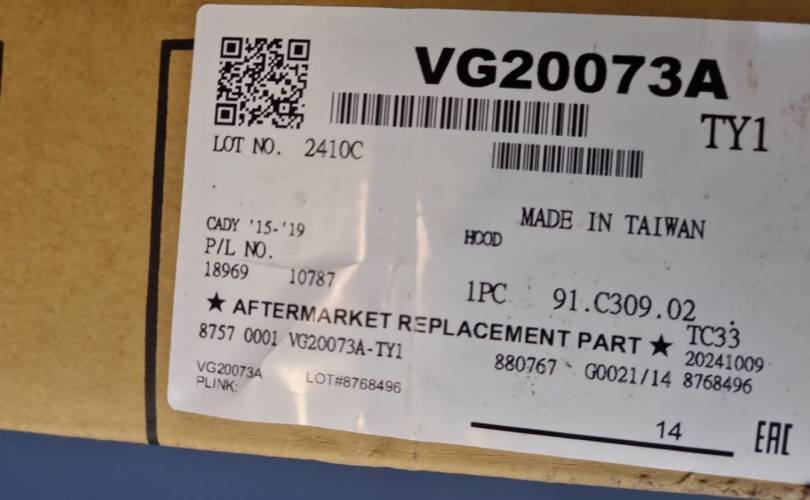 VG20073A
TY1
LOT NO. 2410C
MADE IN TAIWAN
CADY '15-'19
HOOD
P/L NO.
18969 10787
1PC 91.C309.02
★ AFTERMARKET REPLACEMENT PART ★ TC33
8757 0001 VG20073A-TY1
20241009
880767 G0021/14 8768496
VG20073A
PLINK: LOT#8768496
14
EAC